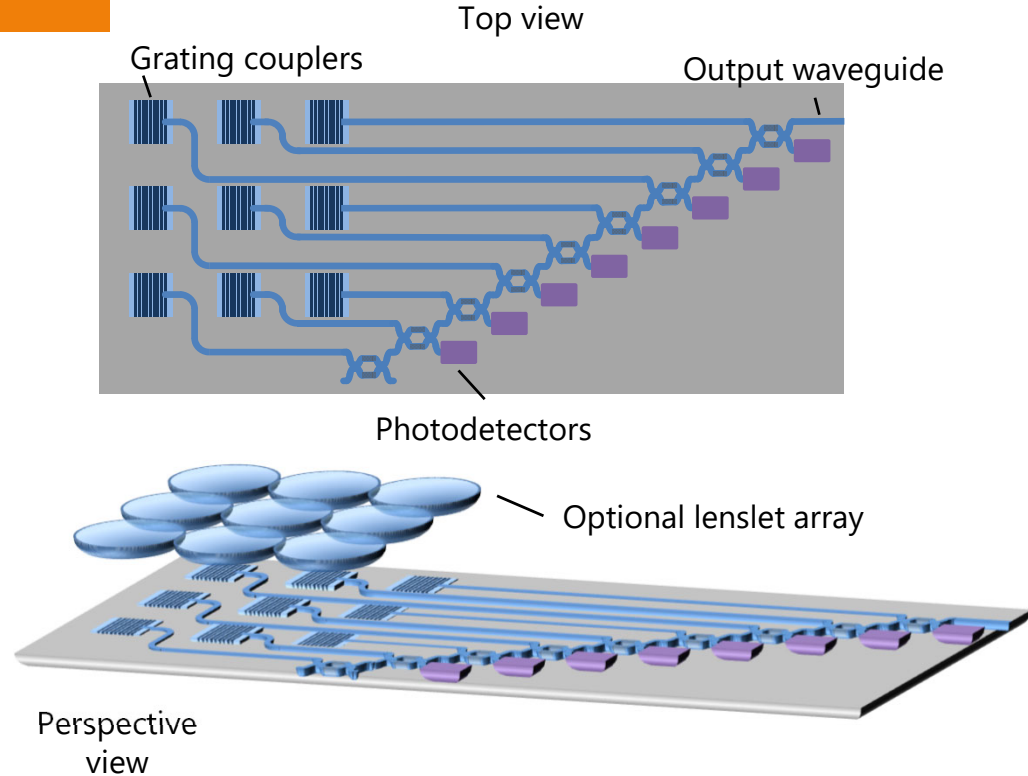 Top view
Grating couplers
Output waveguide
Photodetectors
Optional lenslet array
Perspective
view